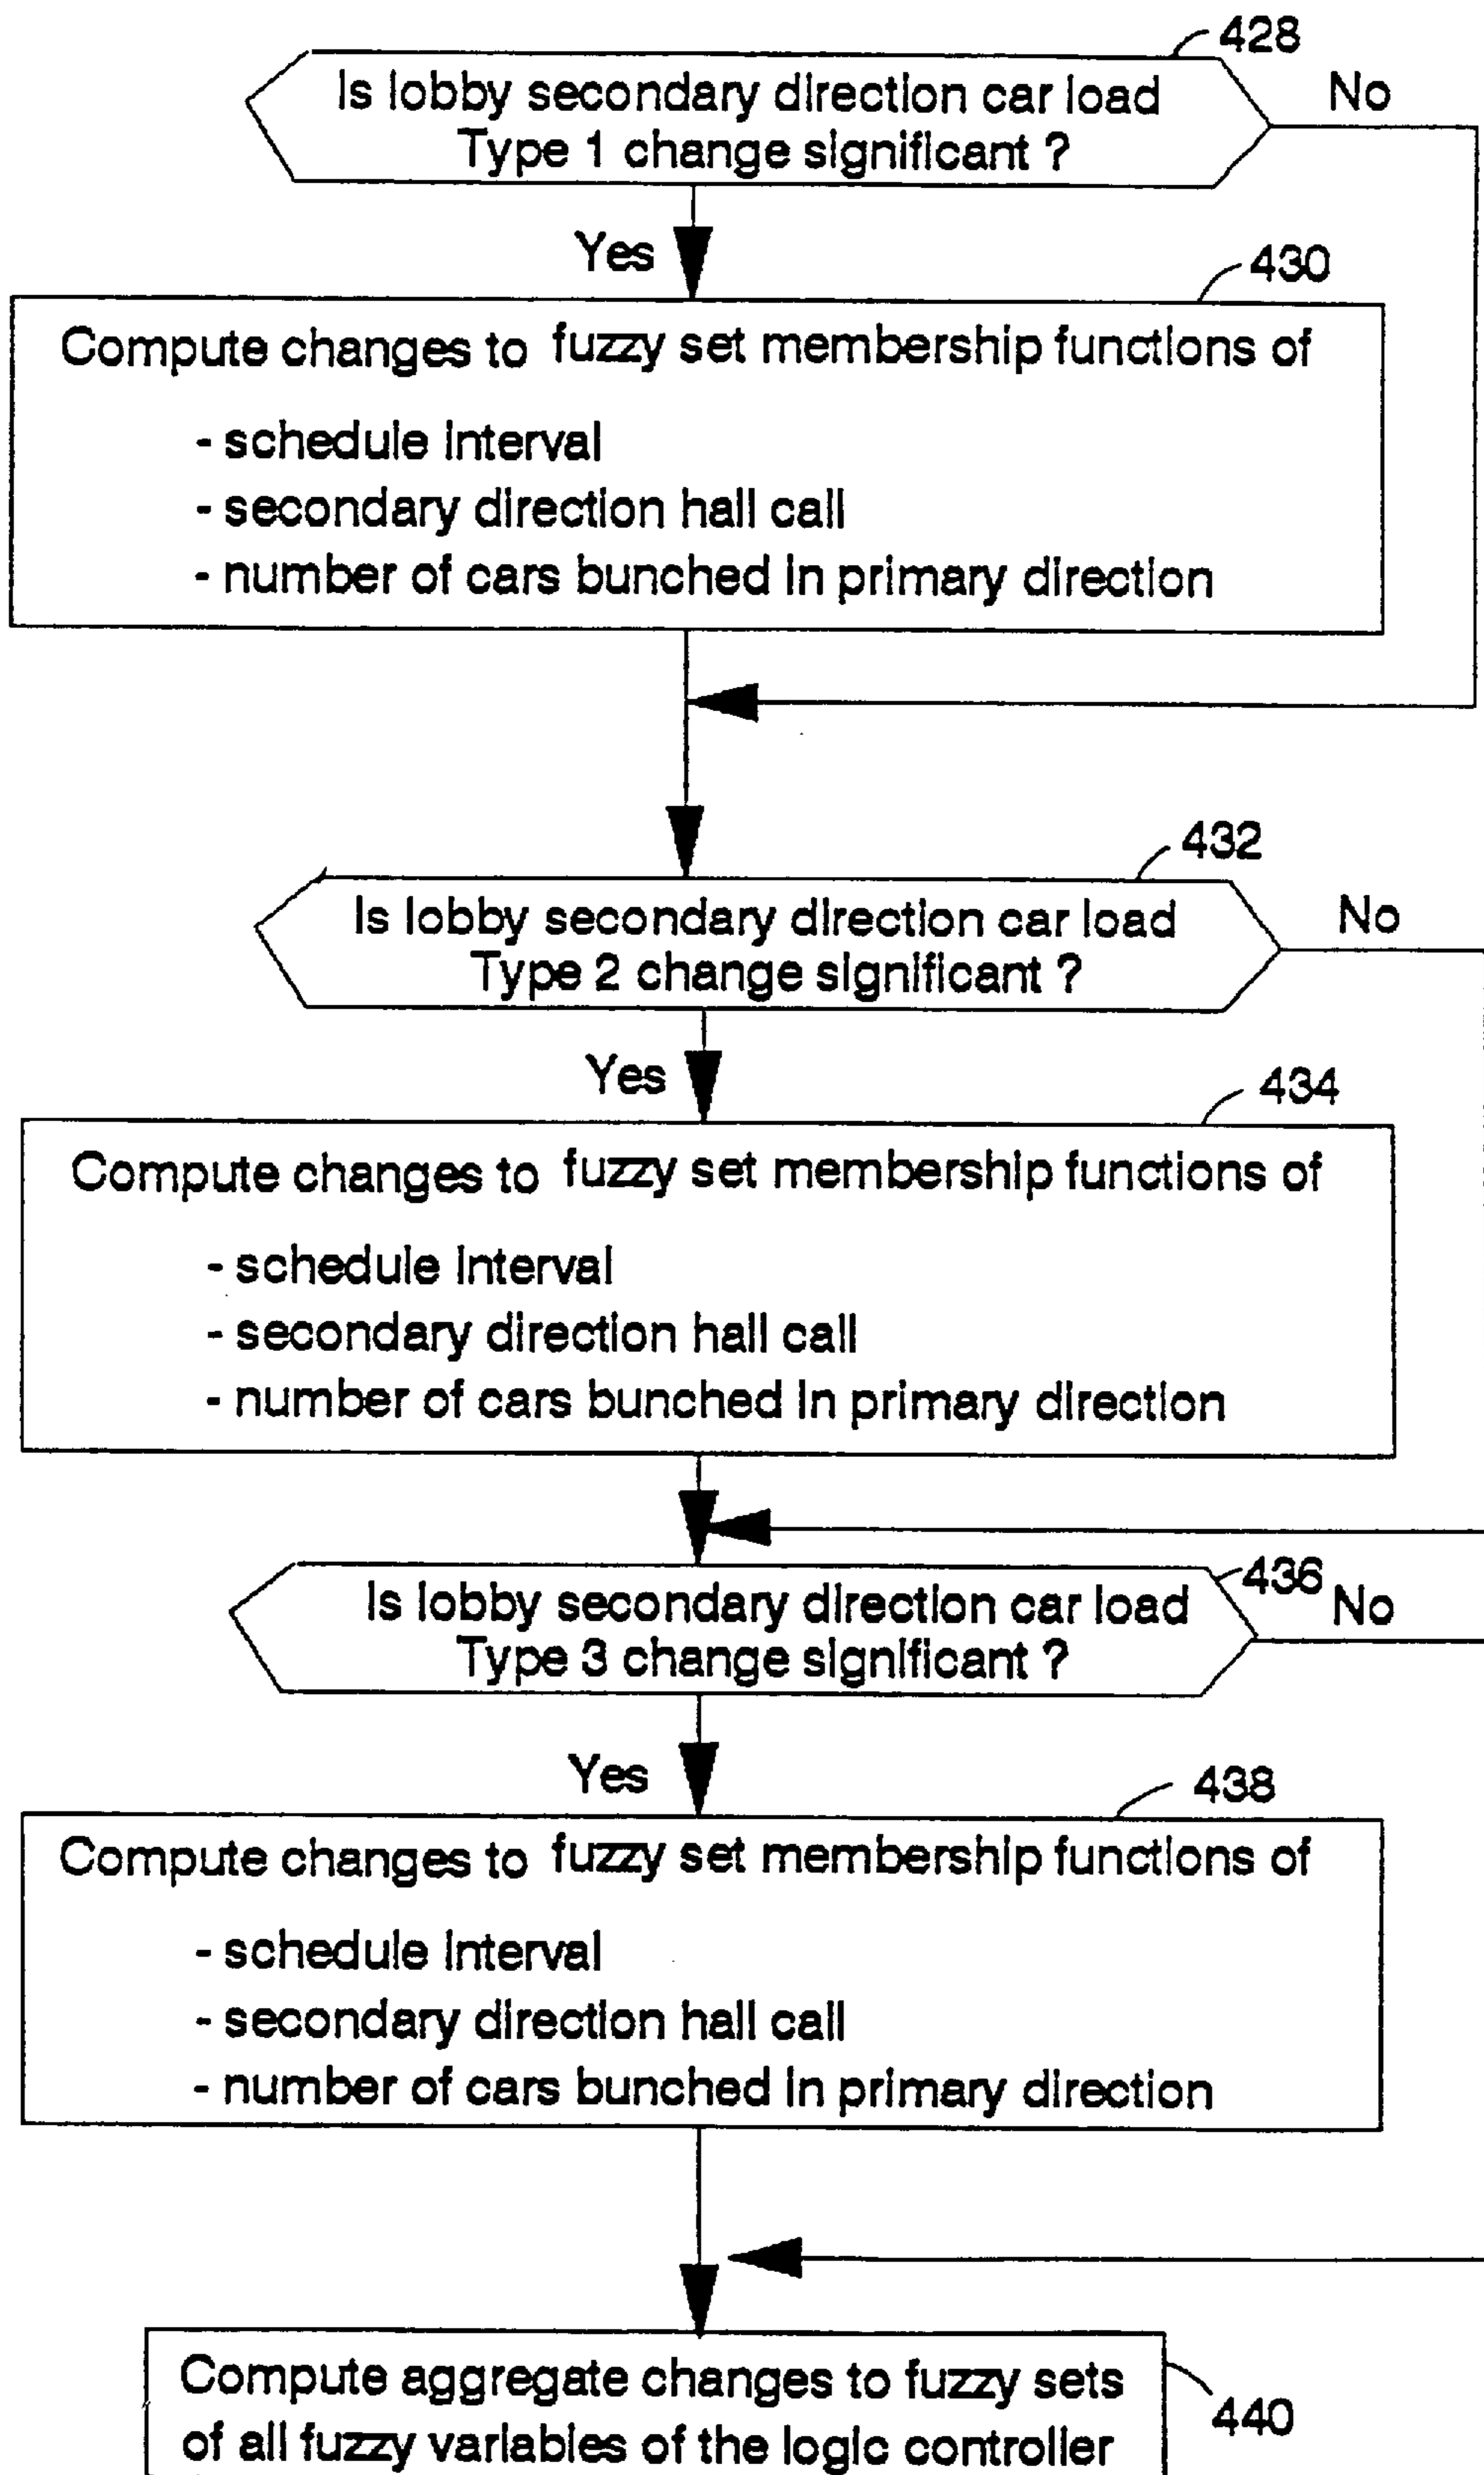 428
Is lobby secondary direction car load
No
Type 1 change significant ?
Yes
430
Compute changes to fuzzy set membership functions of
- schedule interval
- secondary direction hall call
- number of cars bunched in primary direction
432
Is lobby secondary direction car load
No
Type 2 change significant ?
Yes
434
Compute changes to fuzzy set membership functions of
- schedule interval
- secondary direction hall call
- number of cars bunched in primary direction
436
Is lobby secondary direction car load
No
Type 3 change significant ?
Yes
438
Compute changes to fuzzy set membership functions of
- schedule interval
- secondary direction hall call
- number of cars bunched in primary direction
Compute aggregate changes to fuzzy sets
440
of all fuzzy variables of the logic controller